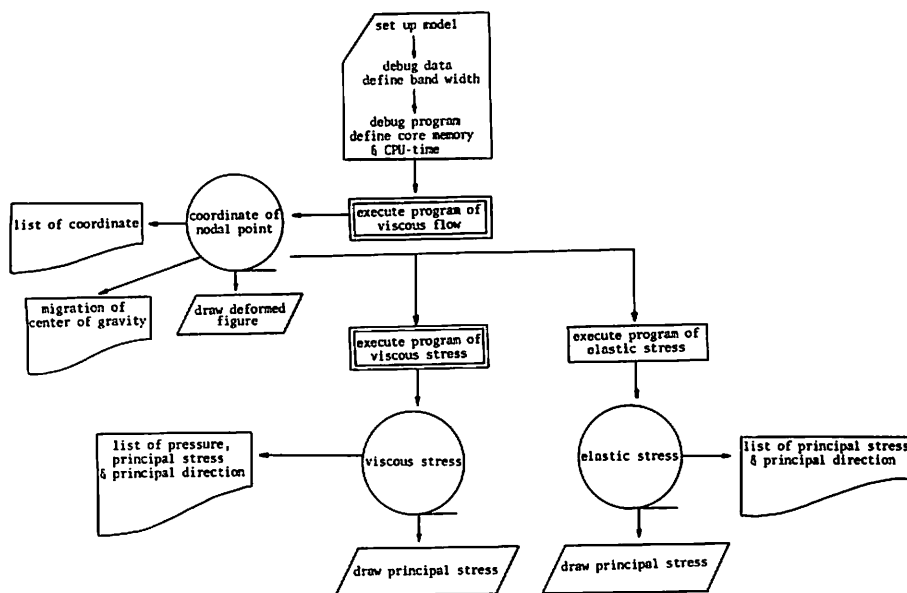 set up model
debug data
define band width
debug program
define core memory
& CPU-time
execute program of
viscous flow
coordinate of
nodal point
list of coordinate
migration of
center of gravity
draw deformed
figure
execute program of
viscous stress
execute program of
elastic stress
list of pressure,
principal stress
& principal direction
viscous stress
elastic stress
list of principal stress
& principal direction
draw principal stress
draw principal stress